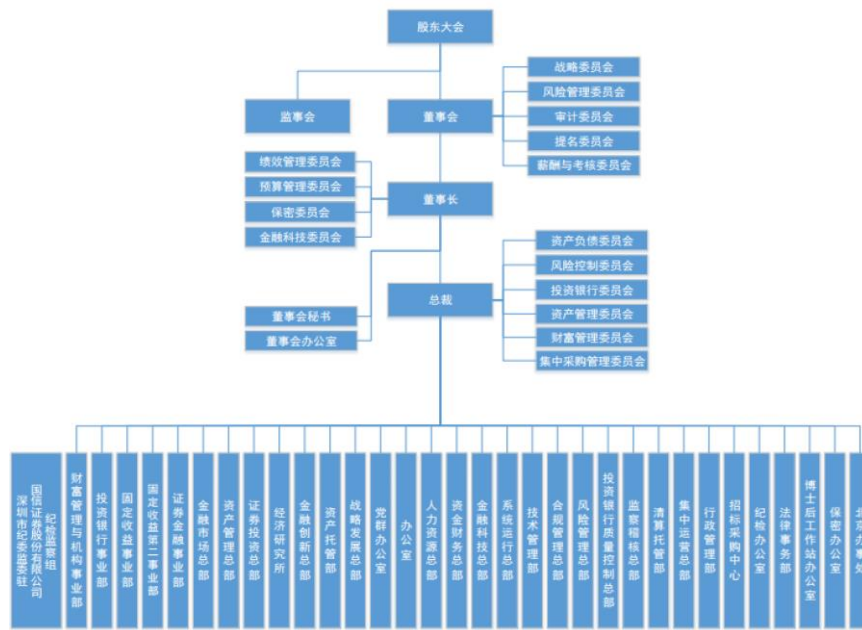 股东大会
监事会
董事会
战略委员会
风险管理委员会
审计委员会
提名委员会
薪酬与考核委员会
绩效管理委员会
预算管理委员会
保密委员会
金融科技委员会
董事长
董事会秘书
董事会办公室
总裁
资产负债委员会
风险控制委员会
投资银行委员会
资产管理委员会
财富管理委员会
集中采购管理委员会
深圳市纪委监委驻
国信证券股份有限公司
纪检监察组
财富管理与机构事业部
投资银行事业部
固定收益事业部
固定收益第二事业部
证券金融事业部
金融市场总部
资产管理总部
证券投资总部
经济研究所
金融创新总部
资产托管部
战略发展总部
党群办公室
办公室
人力资源总部
资金财务总部
金融科技总部
系统运行总部
技术管理部
合规管理总部
风险管理总部
投资银行质量控制总部
监察稽核总部
清算托管部
集中运营总部
行政管理部
招标采购中心
纪检办公室
法律事务部
博士后工作站办公室
保密办公室
北京办事处